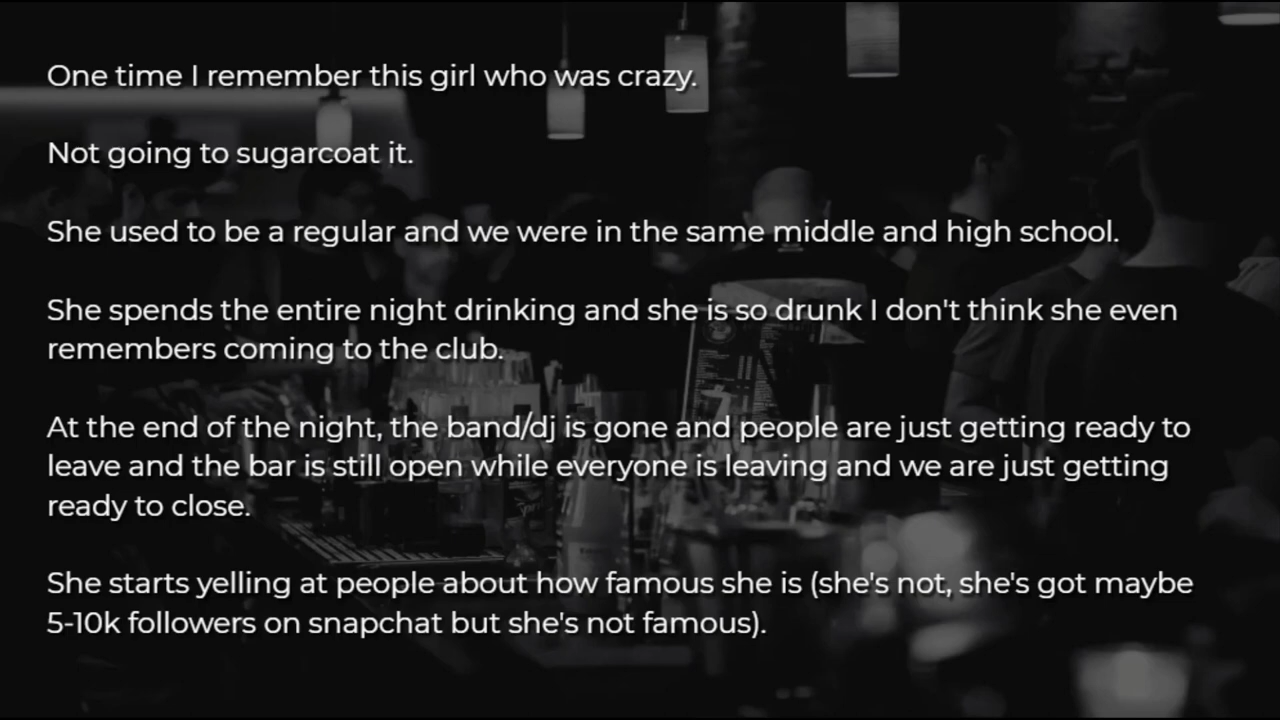 One time I remember this girl who was crazy.
Not going to sugarcoat it.
She used to be a regular and we were in the same middle and high school.
She spends the entire night drinking and she is so drunk I don't think she even
remembers coming to the club.
At the end of the night, the band/dj is gone and people are just getting ready to
leave and the bar is still open while everyone is leaving and we are just getting
ready to close.
She starts yelling at people about how famous she is (she's not, she's got maybe
5-10k followers on snapchat but she's not famous).